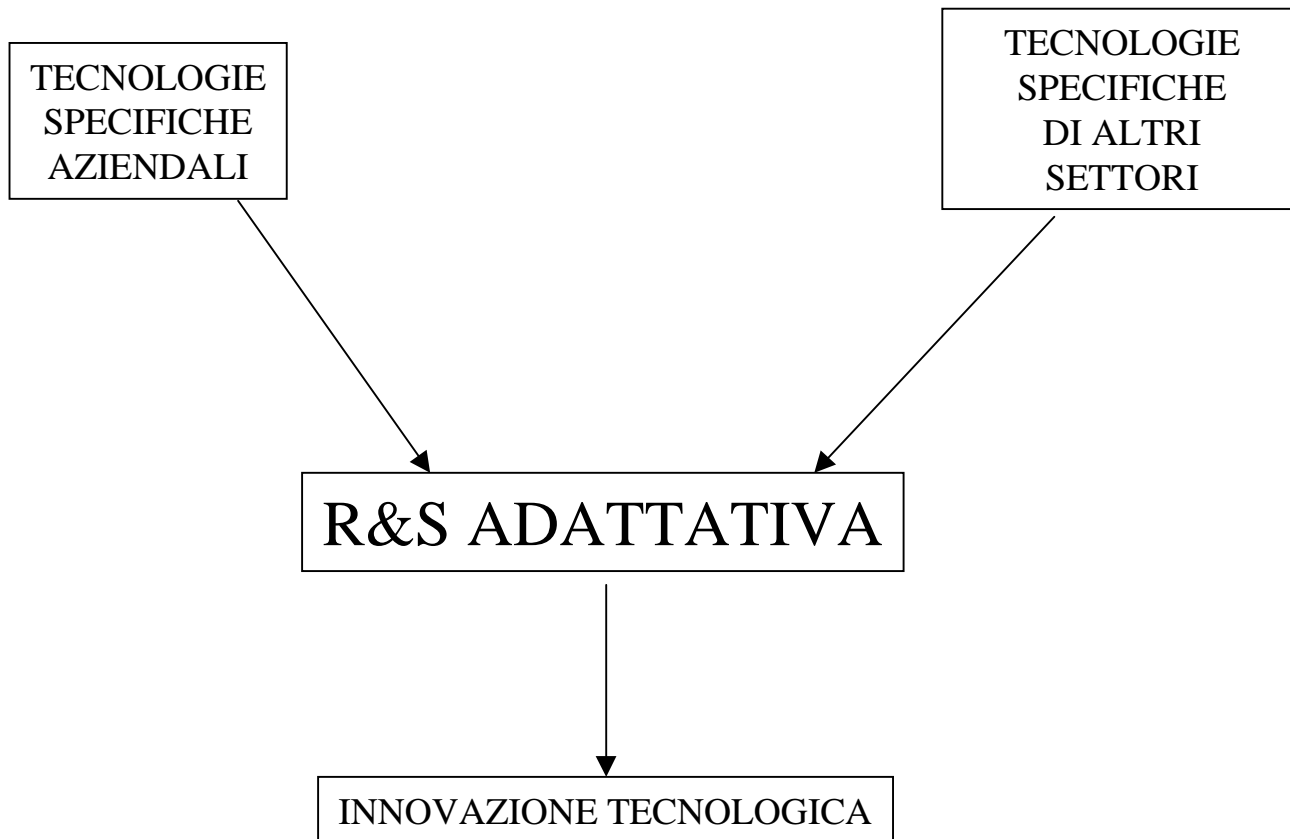 TECNOLOGIE
SPECIFICHE
AZIENDALI
TECNOLOGIE
SPECIFICHE
DI ALTRI
SETTORI
R&S ADATTATIVA
INNOVAZIONE TECNOLOGICA